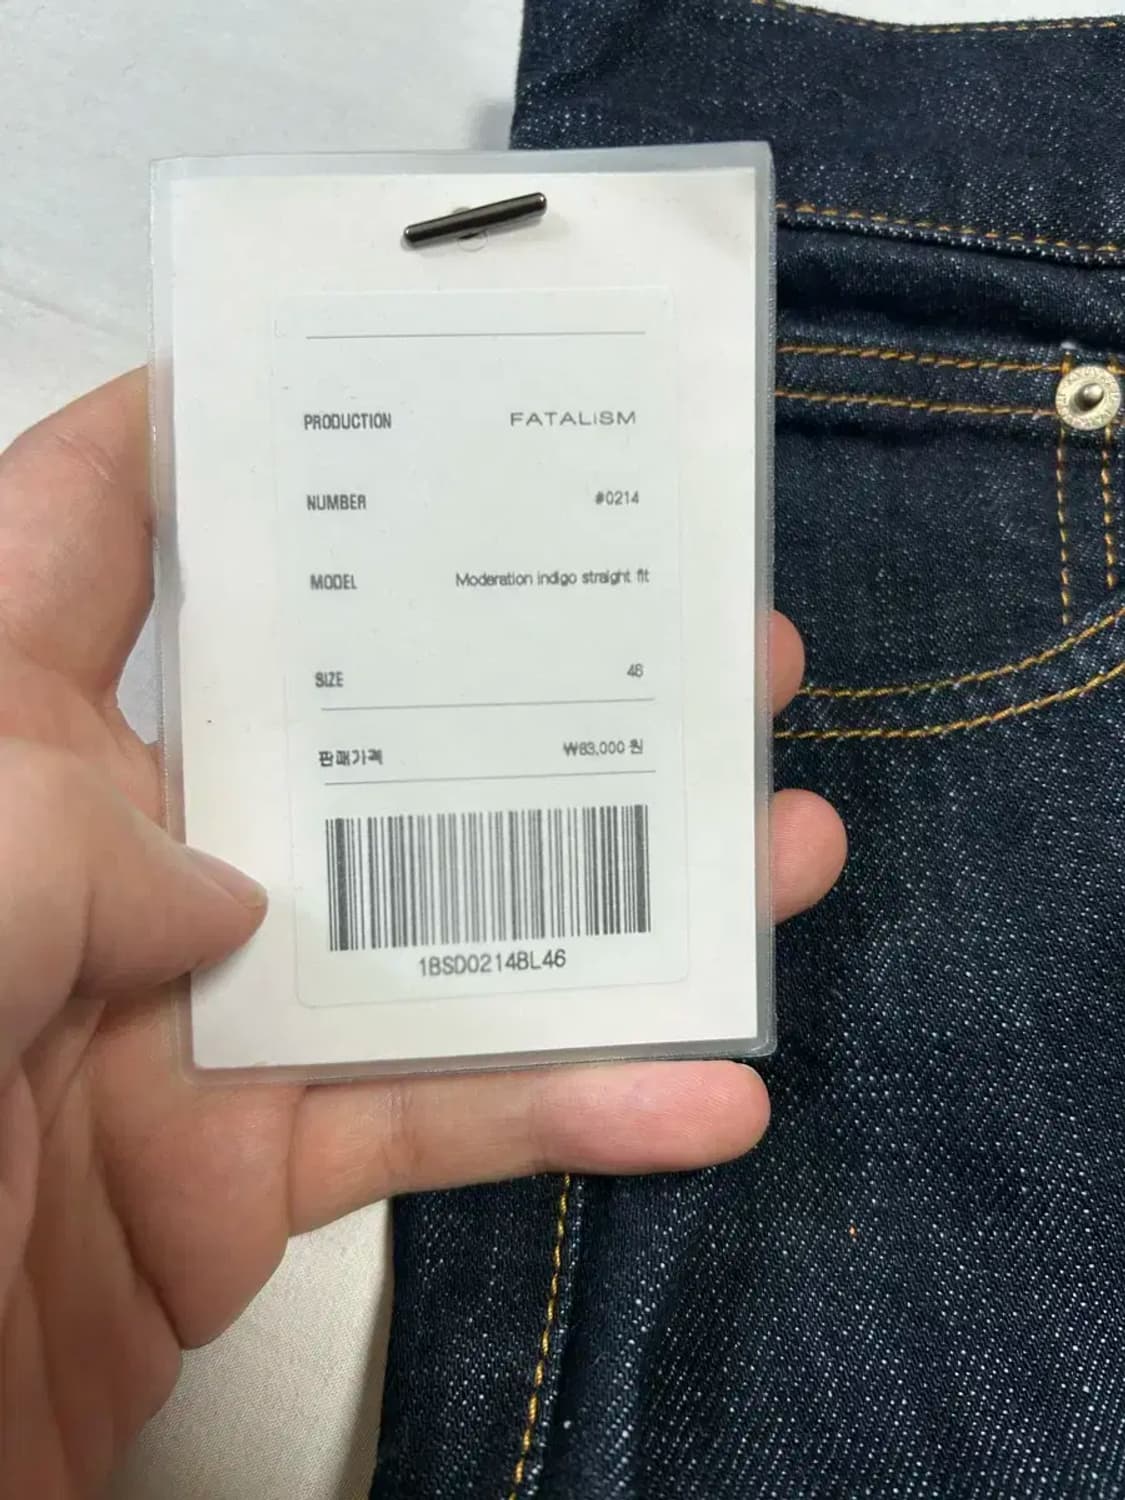 PRODUCTION FATALISM
NUMBER #0214
MODEL Moderation indigo straight fit
SIZE 46
판매가격 ₩83,000 원
1BSD0214BL46